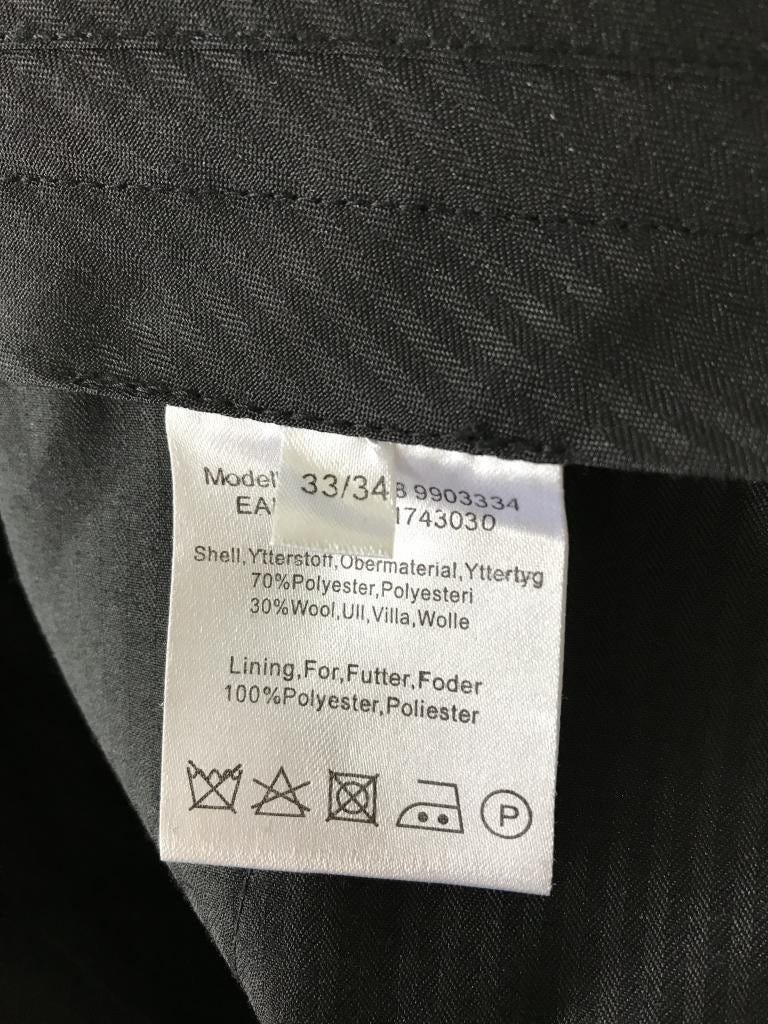 Model 33/34 8 9903334
EA 1743030
Shell,Ytterstoff,Obermaterial,Yttertyg
70%Polyester,Polyesteri
30%Wool,Ull,Villa,Wolle
Lining,For,Futter,Foder
100%Polyester,Poliester
P